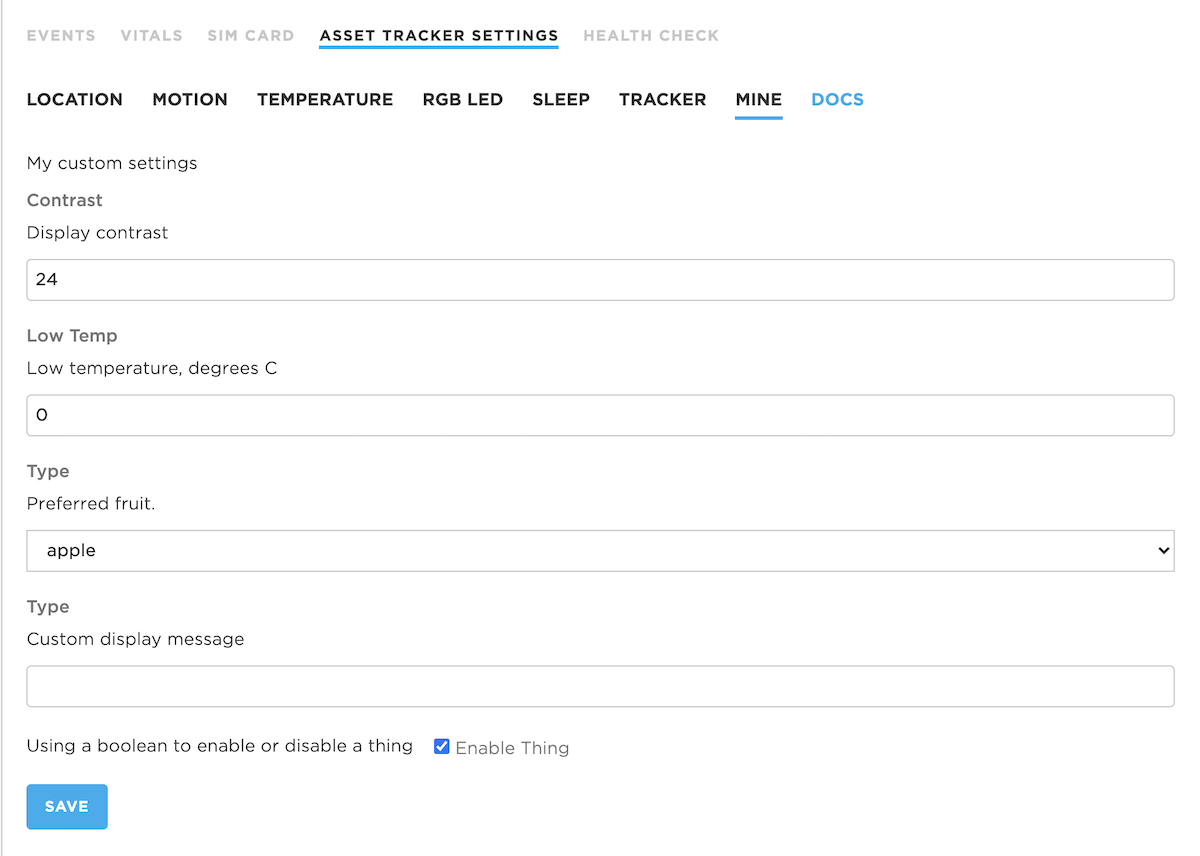 EVENTS VITALS SIM CARD ASSET TRACKER SETTINGS HEALTH CHECK
LOCATION MOTION TEMPERATURE RGB LED SLEEP TRACKER MINE DOCS
My custom settings
Contrast
Display contrast
24
Low Temp
Low temperature, degrees C
0
Type
Preferred fruit.
apple
Type
Custom display message
Using a boolean to enable or disable a thing Enable Thing
SAVE